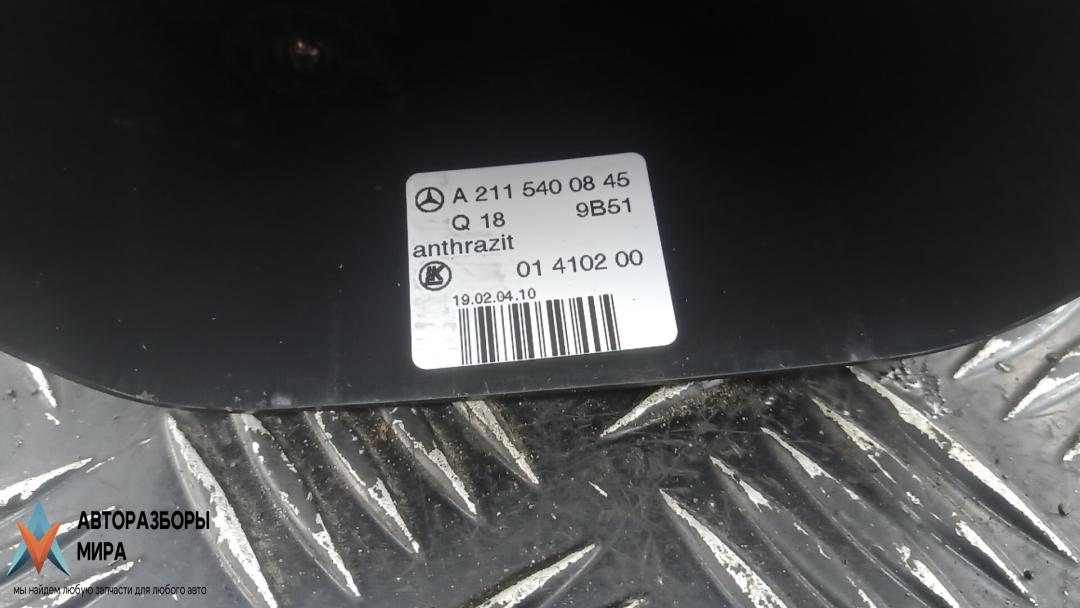 A 211 540 08 45
Q 18 9B51
anthrazit
LK 01 4102 00
19.02.04.10
АВТОРАЗБОРЫ
МИРА
мы найдем любую запчасти для любого авто